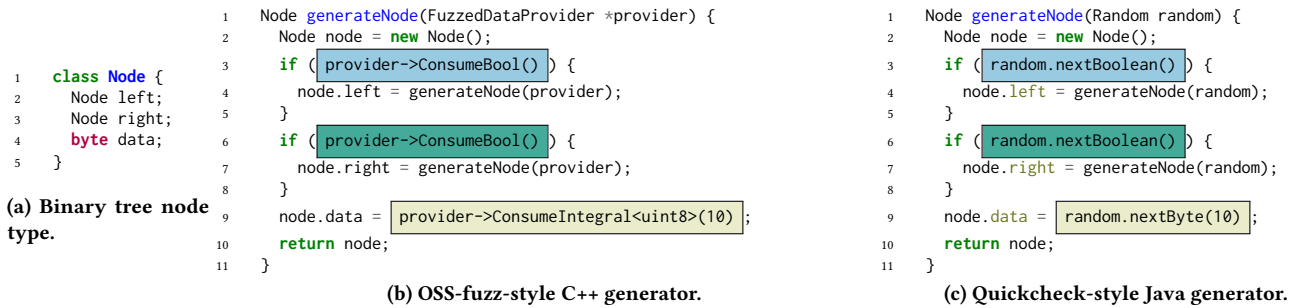 1 class Node {
2 Node left;
3 Node right;
4 byte data;
5 }
(a) Binary tree node
type.
1 Node generateNode(FuzzedDataProvider *provider) {
2 Node node = new Node();
3 if ( provider->ConsumeBool() ) {
4 node.left = generateNode(provider);
5 }
6 if ( provider->ConsumeBool() ) {
7 node.right = generateNode(provider);
8 }
9 node.data = provider->ConsumeIntegral<uint8>(10) ;
10 return node;
11 }
(b) OSS-fuzz-style C++ generator.
1 Node generateNode(Random random) {
2 Node node = new Node();
3 if ( random.nextBoolean() ) {
4 node.left = generateNode(random);
5 }
6 if ( random.nextBoolean() ) {
7 node.right = generateNode(random);
8 }
9 node.data = random.nextByte(10) ;
10 return node;
11 }
(c) Quickcheck-style Java generator.